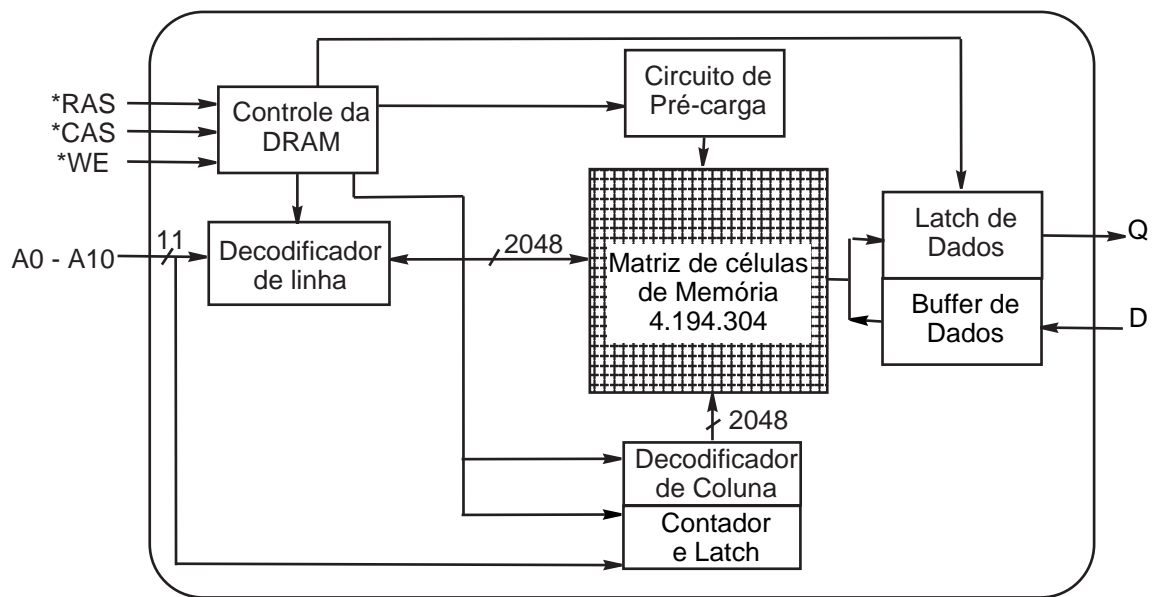 Circuito de
Pré-carga
*RAS
*CAS
*WE
Controle da
DRAM
A0 - A10
11
Decodificador
de linha
2048
Matriz de células
de Memória
4.194.304
Latch de
Dados
Q
Buffer de
Dados
D
2048
Decodificador
de Coluna
Contador
e Latch